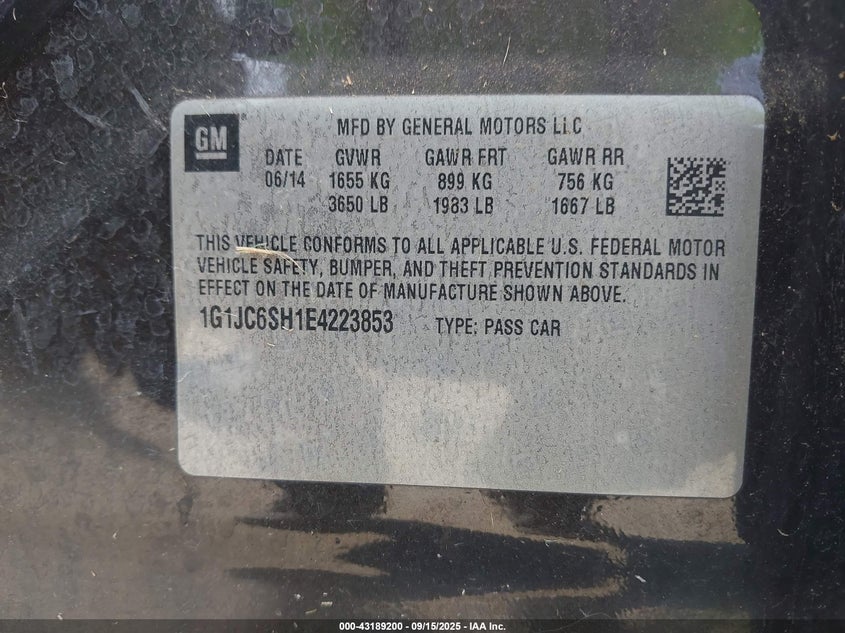 GM
MFD BY GENERAL MOTORS LLC
DATE GVWR GAWR FRT GAWR RR
06/14 1655 KG 899 KG 756 KG
3650 LB 1983 LB 1667 LB
THIS VEHICLE CONFORMS TO ALL APPLICABLE U.S. FEDERAL MOTOR
VEHICLE SAFETY, BUMPER, AND THEFT PREVENTION STANDARDS IN
EFFECT ON THE DATE OF MANUFACTURE SHOWN ABOVE.
1G1JC6SH1E4223853 TYPE: PASS CAR
000-43189200 - 09/15/2025 - IAA Inc.